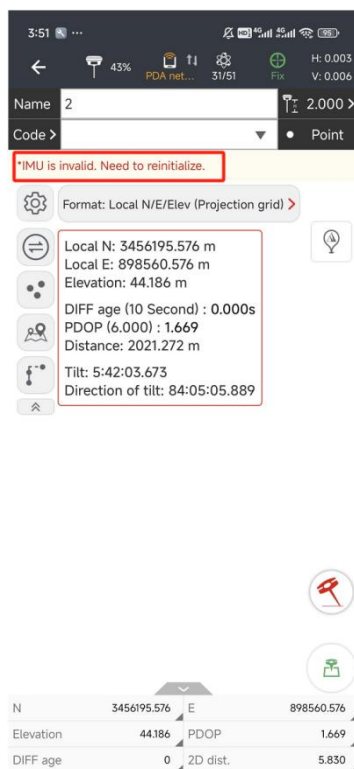 3:51 ... HD 4G 4G 95
43% PDA net... 31/51 Fix H: 0.003
V: 0.006
Name 2 2.000 >
Code > Point
*IMU is invalid. Need to reinitialize.
Format: Local N/E/Elev (Projection grid) >
Local N: 3456195.576 m
Local E: 898560.576 m
Elevation: 44.186 m
DIFF age (10 Second) : 0.000s
PDOP (6.000) : 1.669
Distance: 2021.272 m
Tilt: 5:42:03.673
Direction of tilt: 84:05:05.889
N 3456195.576 E 898560.576
Elevation 44.186 PDOP 1.669
DIFF age 0 2D dist. 5.830